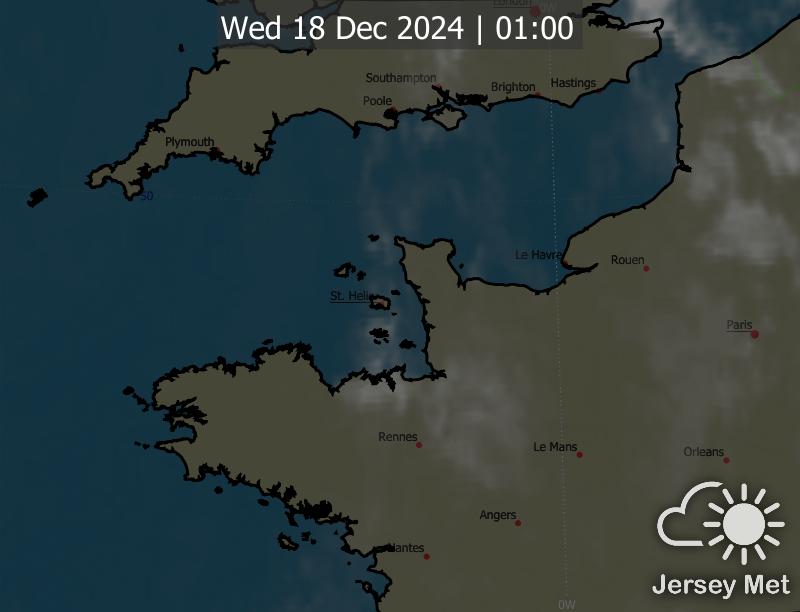 London
0W
Wed 18 Dec 2024 | 01:00
Southampton
Brighton
Hastings
Poole
Plymouth
50
Le Havre
Rouen
St. Heli
Paris
Rennes
Le Mans
Orleans
Angers
Nantes
Jersey Met
0W